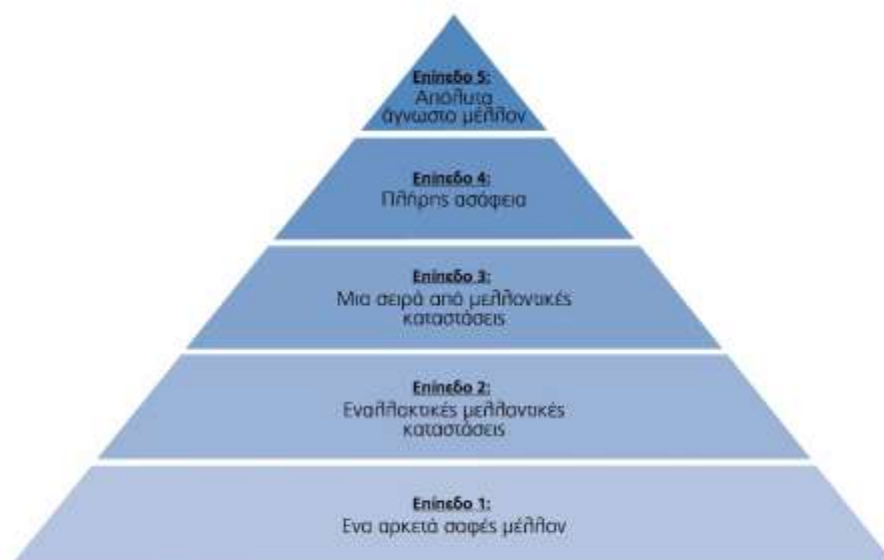 Επίπεδο 5:
Απόλυτα
άγνωστο μέλλον
Επίπεδο 4:
Πλήρης ασάφεια
Επίπεδο 3:
Μια σειρά από μελλοντικές
καταστάσεις
Επίπεδο 2:
Εναλλακτικές μελλοντικές
καταστάσεις
Επίπεδο 1:
Ενα αρκετά σαφές μέλλον